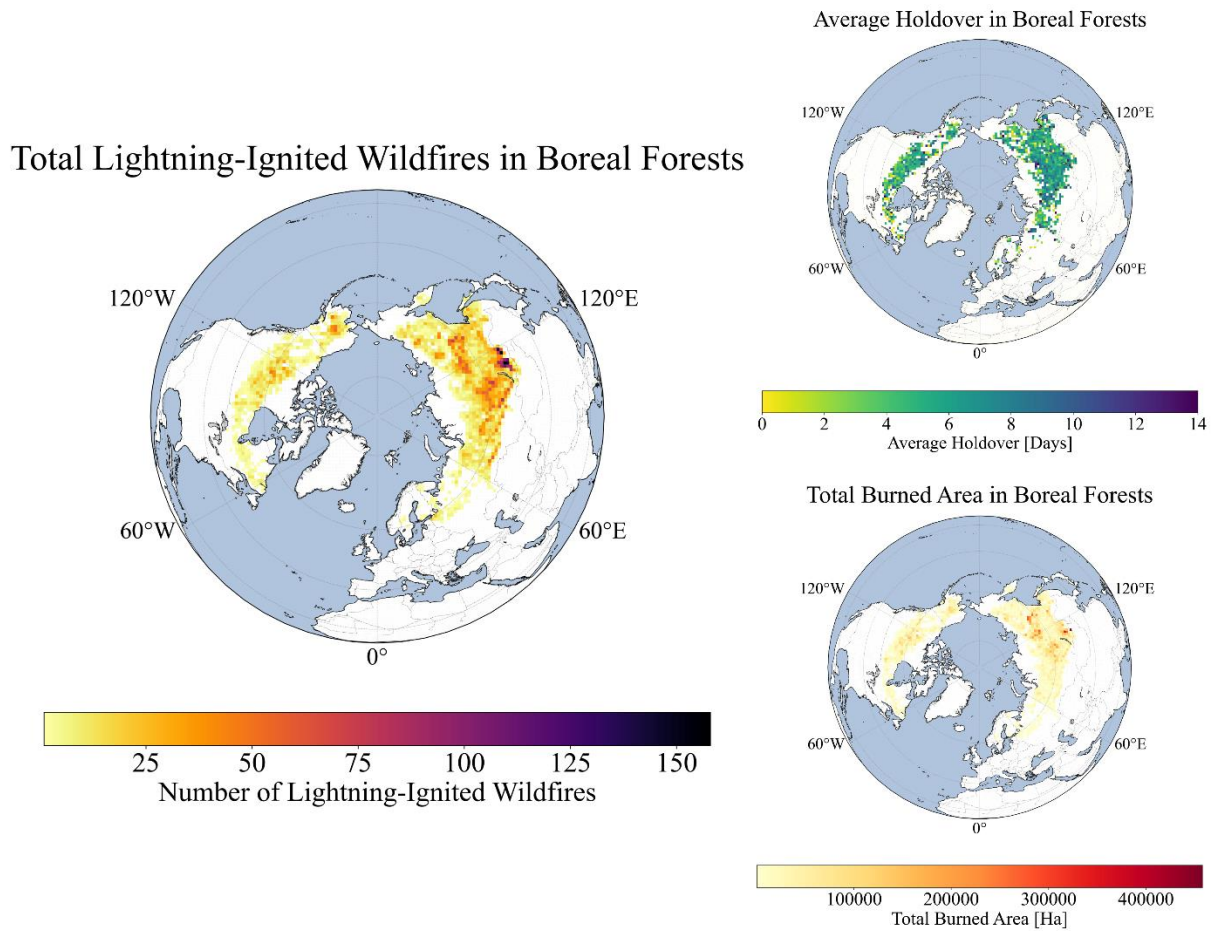 Total Lightning-Ignited Wildfires in Boreal Forests
120°W
120°E
60°W
60°E
0°
25 50 75 100 125 150
Number of Lightning-Ignited Wildfires
Average Holdover in Boreal Forests
120°W
120°E
60°W
60°E
0°
0 2 4 6 8 10 12 14
Average Holdover [Days]
Total Burned Area in Boreal Forests
120°W
120°E
60°W
60°E
0°
100000 200000 300000 400000
Total Burned Area [Ha]